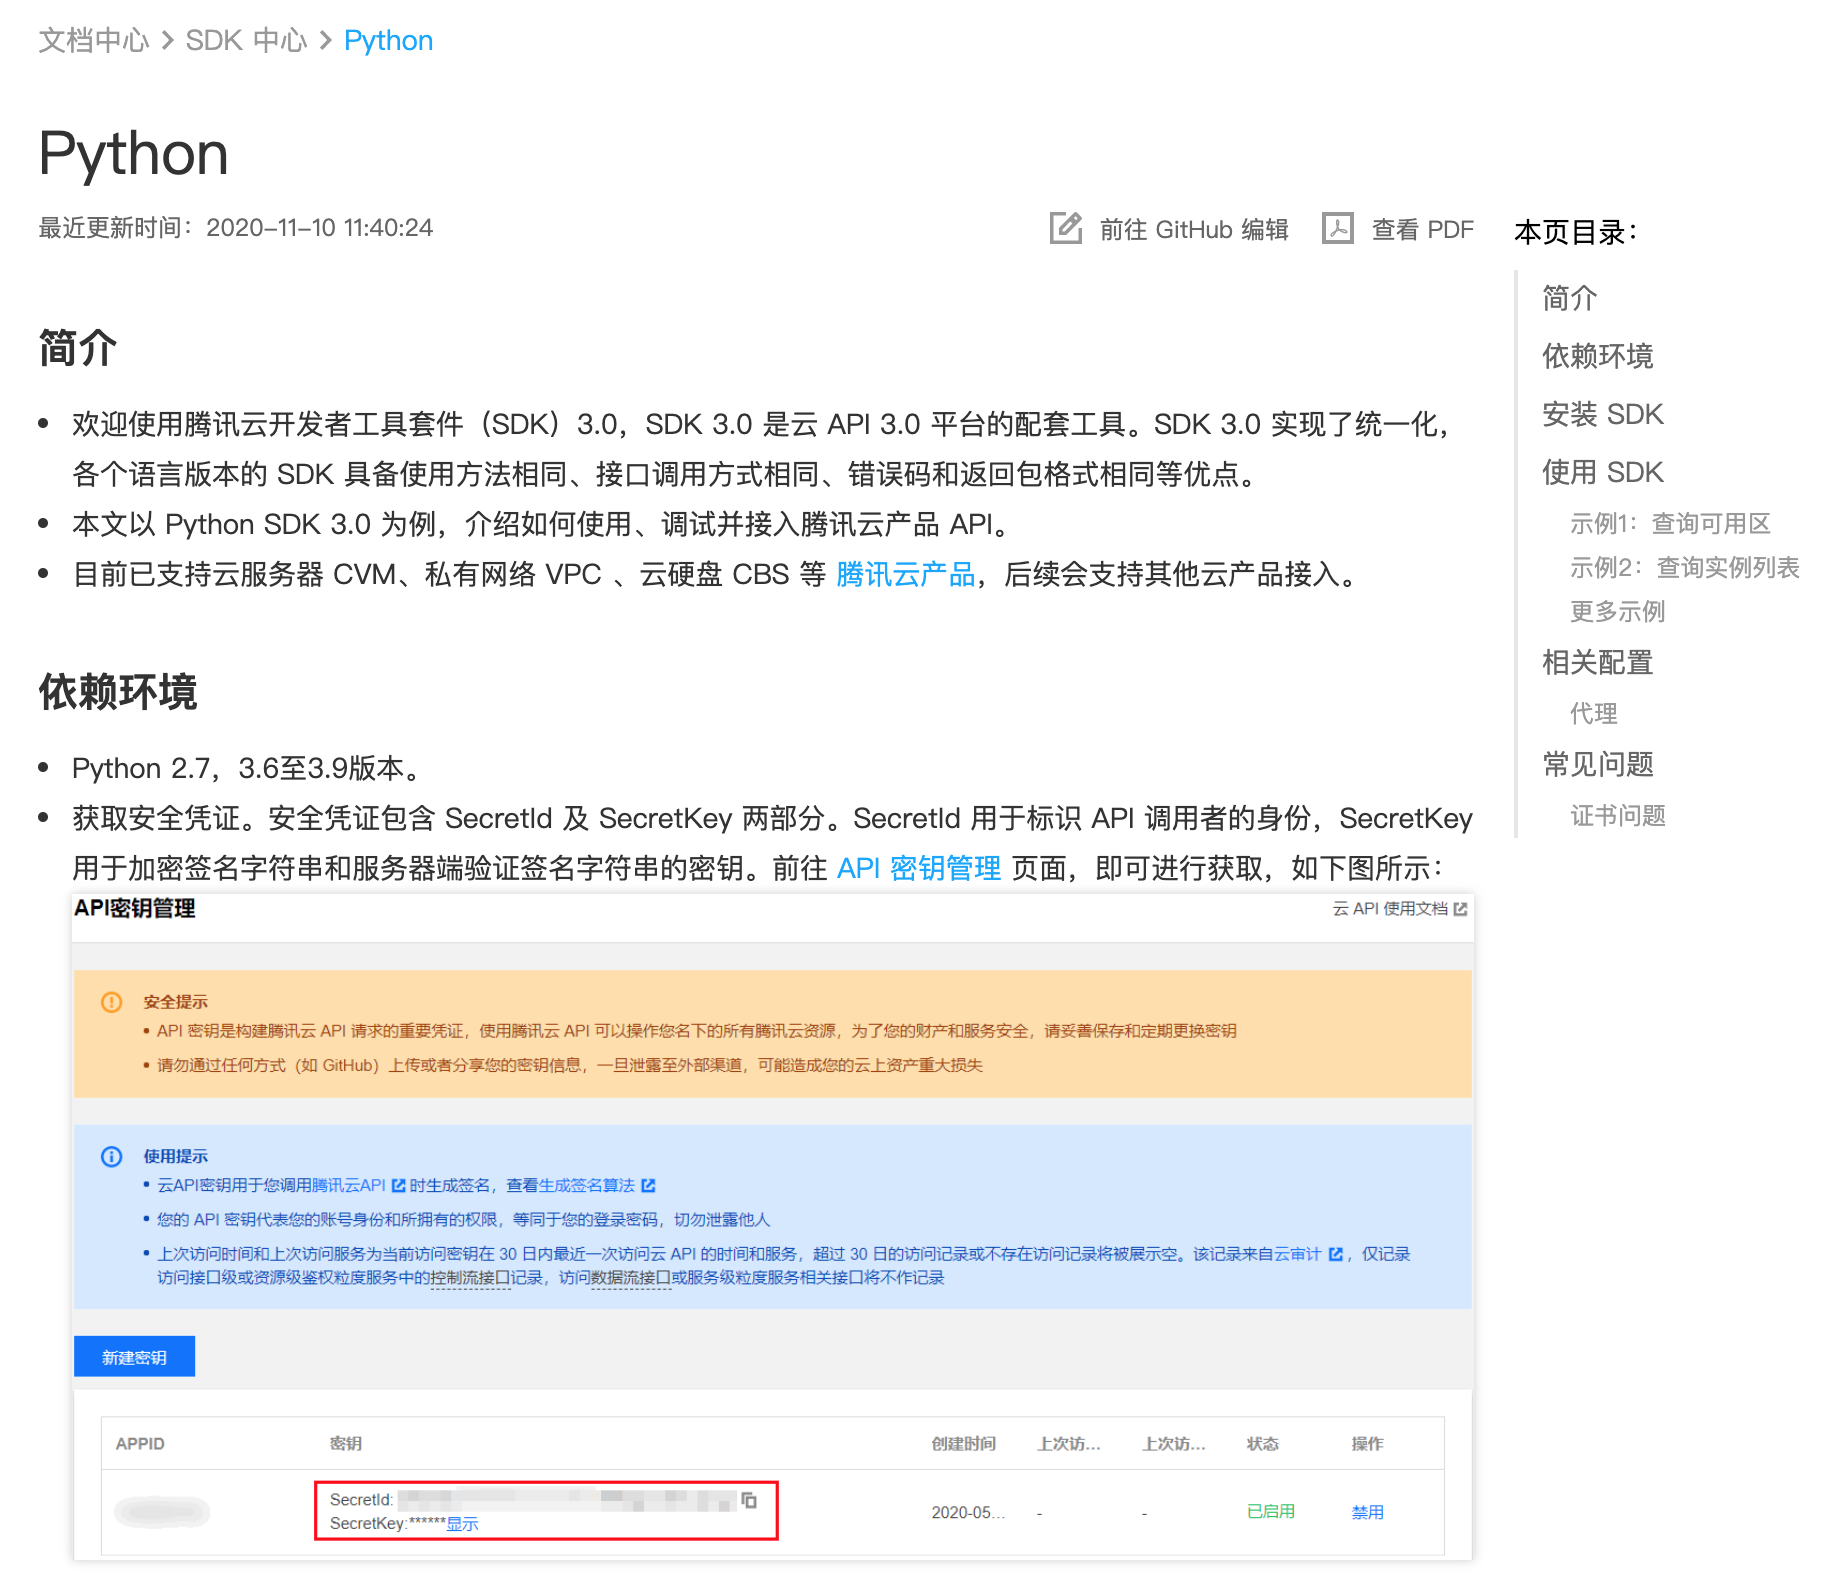 文档中心 > SDK 中心 > Python
Python
最近更新时间：2020-11-10 11:40:24
前往 GitHub 编辑
查看 PDF
简介
• 欢迎使用腾讯云开发者工具套件（SDK）3.0，SDK 3.0 是云 API 3.0 平台的配套工具。SDK 3.0 实现了统一化，
各个语言版本的 SDK 具备使用方法相同、接口调用方式相同、错误码和返回包格式相同等优点。
• 本文以 Python SDK 3.0 为例，介绍如何使用、调试并接入腾讯云产品 API。
• 目前已支持云服务器 CVM、私有网络 VPC 、云硬盘 CBS 等 腾讯云产品，后续会支持其他云产品接入。
依赖环境
• Python 2.7，3.6至3.9版本。
• 获取安全凭证。安全凭证包含 SecretId 及 SecretKey 两部分。SecretId 用于标识 API 调用者的身份，SecretKey
用于加密签名字符串和服务器端验证签名字符串的密钥。前往 API 密钥管理 页面，即可进行获取，如下图所示：
API密钥管理
云 API 使用文档
安全提示
• API 密钥是构建腾讯云 API 请求的重要凭证，使用腾讯云 API 可以操作您名下的所有腾讯云资源，为了您的财产和服务安全，请妥善保存和定期更换密钥
• 请勿通过任何方式（如 GitHub）上传或者分享您的密钥信息，一旦泄露至外部渠道，可能造成您的云上资产重大损失
使用提示
• 云API密钥用于您调用腾讯云API 时生成签名，查看生成签名算法
• 您的 API 密钥代表您的账号身份和所拥有的权限，等同于您的登录密码，切勿泄露他人
• 上次访问时间和上次访问服务为当前访问密钥在 30 日内最近一次访问云 API 的时间和服务，超过 30 日的访问记录或不存在访问记录将被展示空。该记录来自云审计 ，仅记录
访问接口级或资源级鉴权粒度服务中的控制流接口记录，访问数据流接口或服务级粒度服务相关接口将不作记录
新建密钥
APPID 密钥 创建时间 上次访... 上次访... 状态 操作
SecretId:
SecretKey:******显示
2020-05... - - 已启用 禁用
本页目录：
简介
依赖环境
安装 SDK
使用 SDK
示例1：查询可用区
示例2：查询实例列表
更多示例
相关配置
代理
常见问题
证书问题